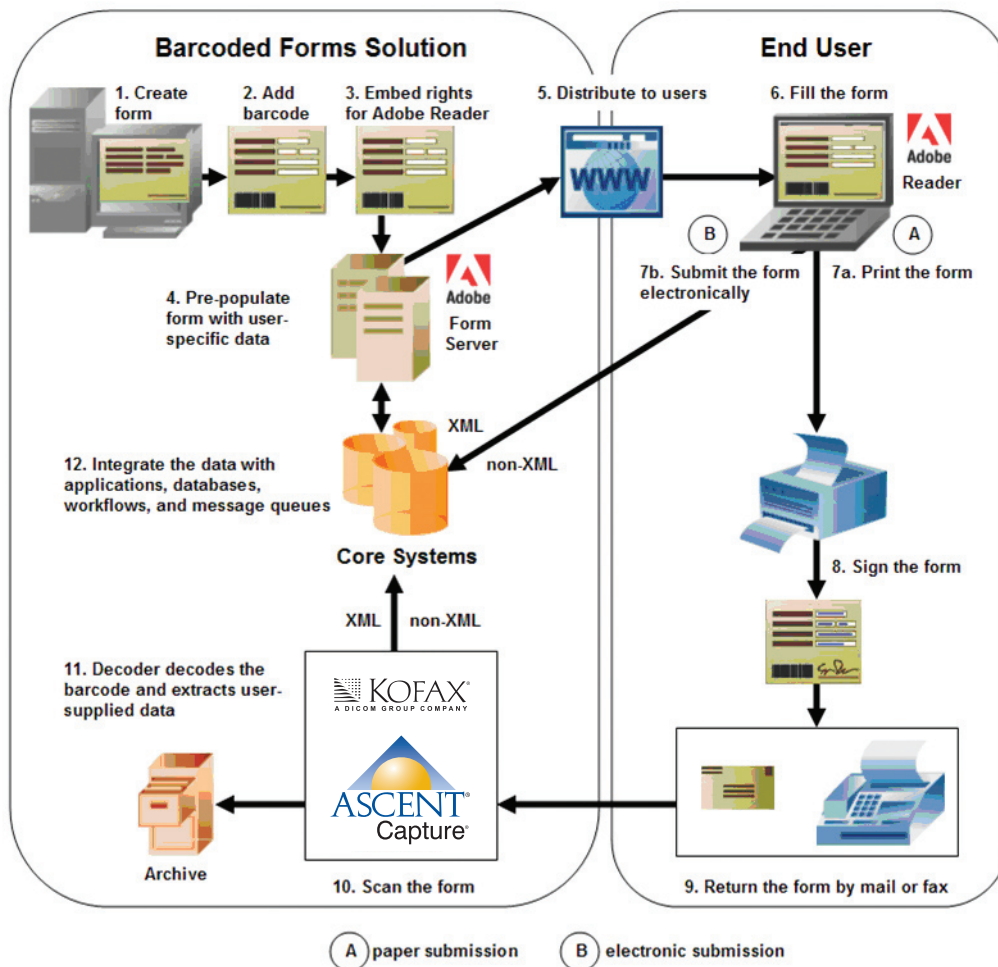 Barcoded Forms Solution
End User
1. Create
form
2. Add
barcode
3. Embed rights
for Adobe Reader
5. Distribute to users
6. Fill the form
WWW
Adobe
Reader
B
A
7b. Submit the form
electronically
7a. Print the form
4. Pre-populate
form with user-
specific data
Adobe
Form
Server
XML
non-XML
12. Integrate the data with
applications, databases,
workflows, and message queues
Core Systems
8. Sign the form
XML
non-XML
11. Decoder decodes the
barcode and extracts user-
supplied data
KOFAX®
A DICOM GROUP COMPANY
ASCENT®
Capture®
Archive
10. Scan the form
9. Return the form by mail or fax
A paper submission
B electronic submission